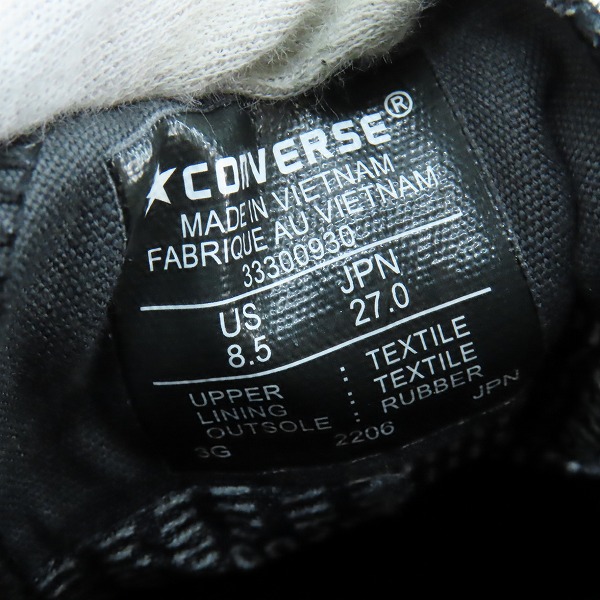 ★CONVERSE®
MADE IN VIETNAM
FABRIQUE AU VIETNAM
33300930
US JPN
8.5 27.0
UPPER : TEXTILE
LINING : TEXTILE
OUTSOLE : RUBBER
3G 2206 JPN